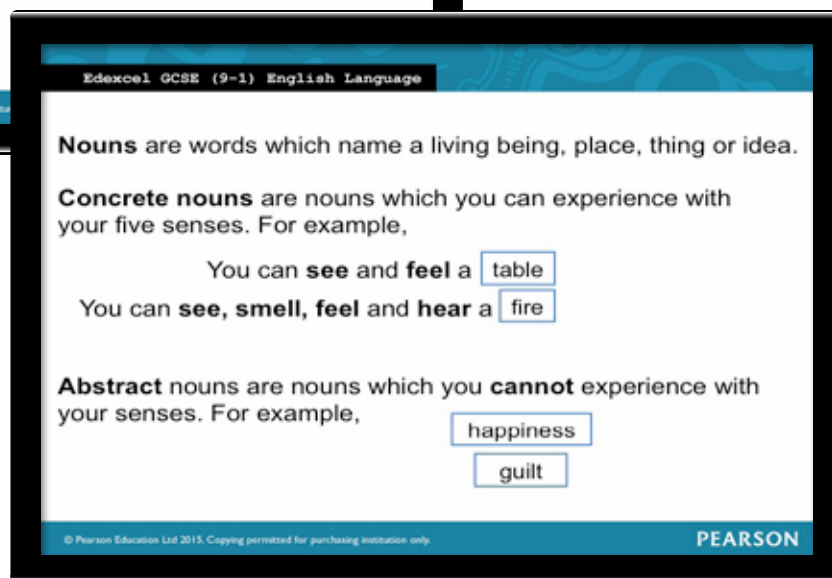 Edexcel GCSE (9-1) English Language
Nouns are words which name a living being, place, thing or idea.
Concrete nouns are nouns which you can experience with
your five senses. For example,
You can see and feel a table
You can see, smell, feel and hear a fire
Abstract nouns are nouns which you cannot experience with
your senses. For example,
happiness
guilt
© Pearson Education Ltd 2015. Copying permitted for purchasing institution only.
PEARSON